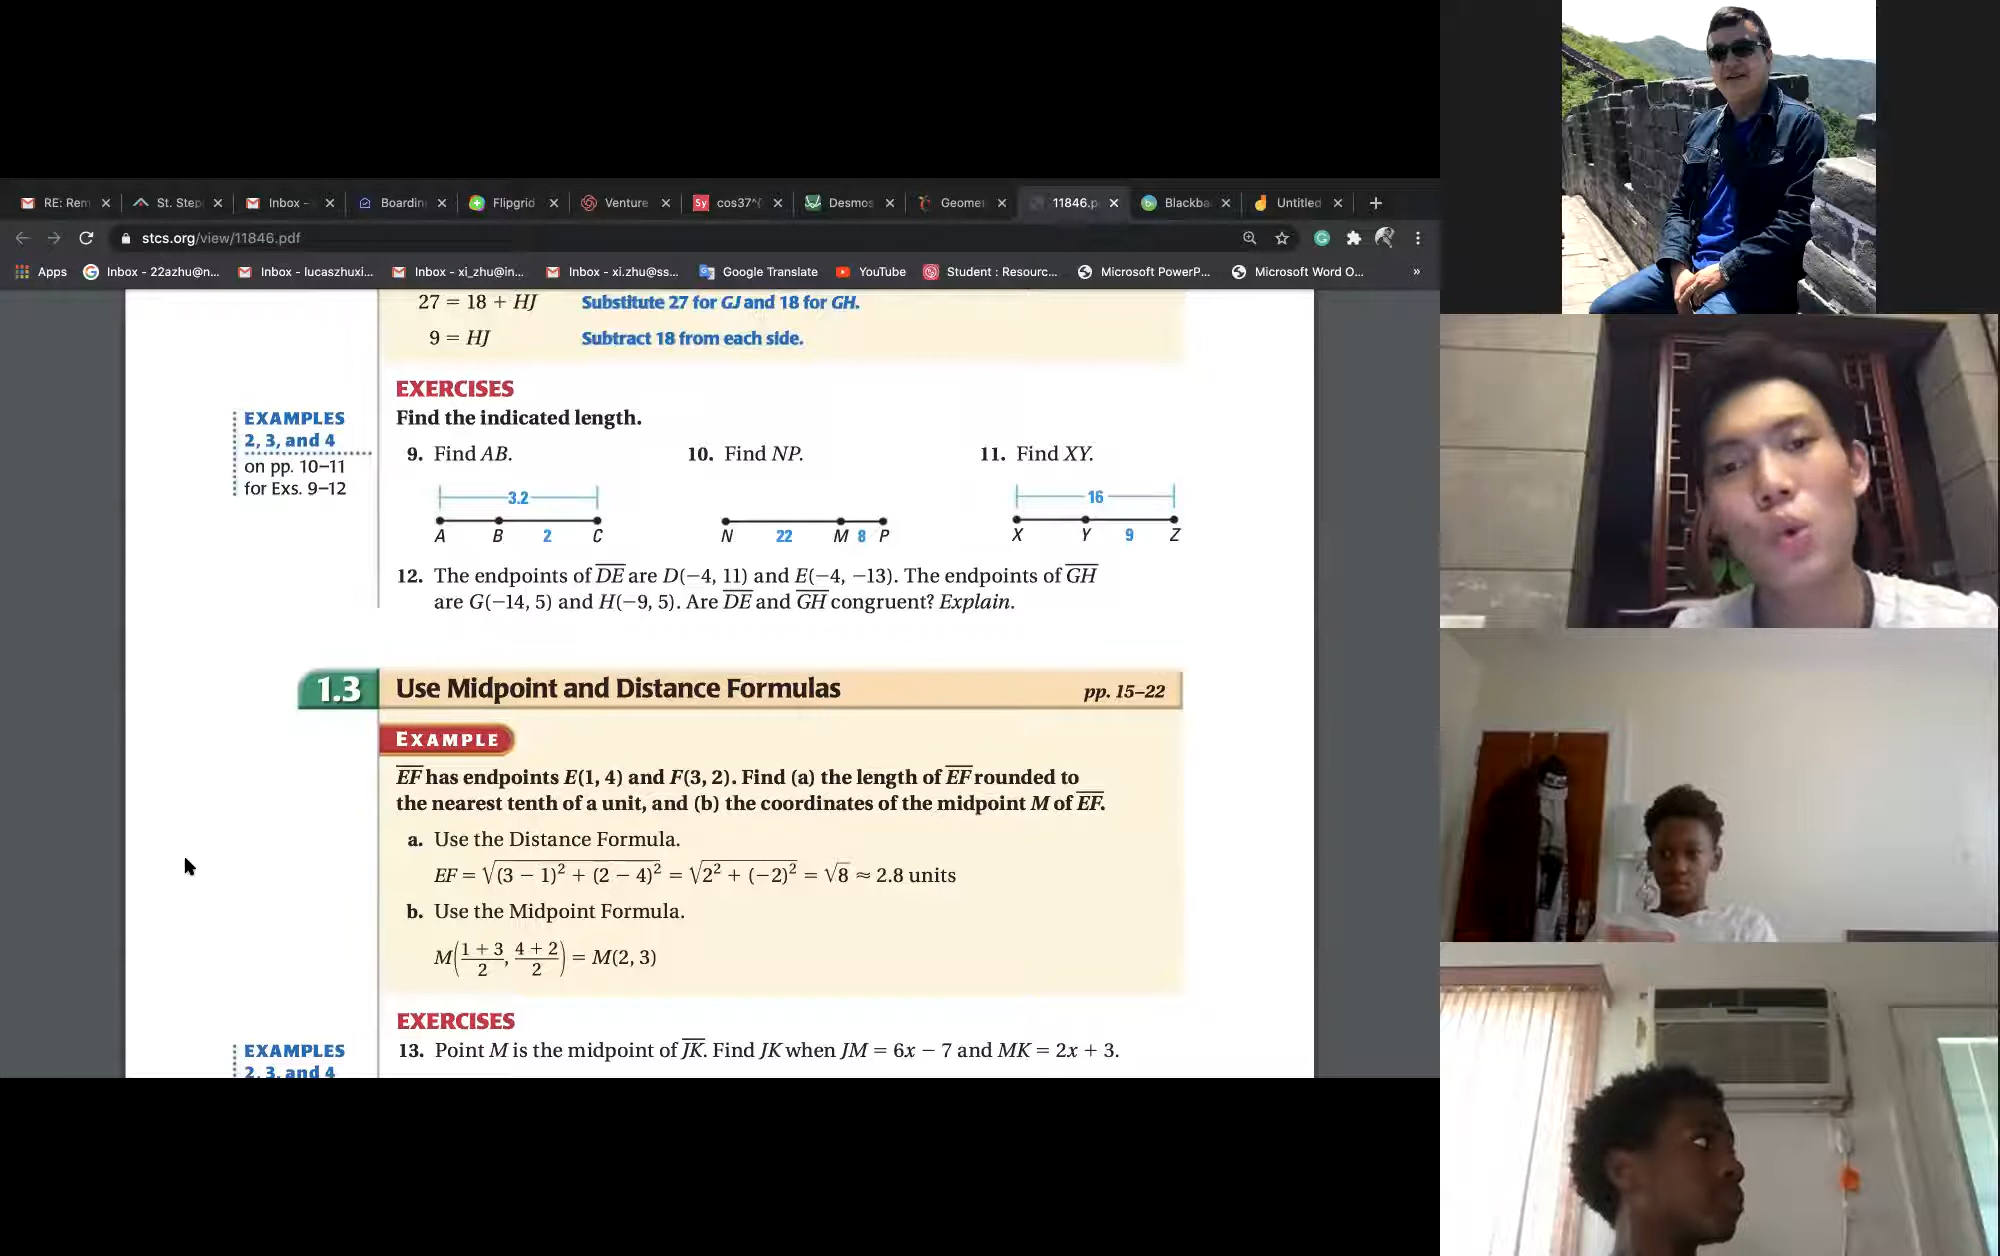 RE: Rem
St. Step
Inbox -
Boardin
Flipgrid
Venture
Sy cos37^(
Desmos
Geomet
11846.p
Blackba
Untitled
stcs.org/view/11846.pdf
Apps Inbox - 22azhu@n... Inbox - lucaszhuxi... Inbox - xi_zhu@in... Inbox - xi.zhu@ss... Google Translate YouTube Student : Resourc... Microsoft PowerP... Microsoft Word O... »
27 = 18 + HJ Substitute 27 for GJ and 18 for GH.
9 = HJ Subtract 18 from each side.
EXERCISES
EXAMPLES
2, 3, and 4
on pp. 10–11
for Exs. 9–12
Find the indicated length.
9. Find AB. 10. Find NP. 11. Find XY.
3.2 16
A B 2 C N 22 M 8 P X Y 9 Z
12. The endpoints of D̅E̅ are D(−4, 11) and E(−4, −13). The endpoints of G̅H̅
are G(−14, 5) and H(−9, 5). Are D̅E̅ and G̅H̅ congruent? Explain.
1.3 Use Midpoint and Distance Formulas pp. 15–22
EXAMPLE
E̅F̅ has endpoints E(1, 4) and F(3, 2). Find (a) the length of E̅F̅ rounded to
the nearest tenth of a unit, and (b) the coordinates of the midpoint M of E̅F̅.
a. Use the Distance Formula.
EF = √((3 − 1)² + (2 − 4)²) = √(2² + (−2)²) = √8 ≈ 2.8 units
b. Use the Midpoint Formula.
M((1 + 3)/2, (4 + 2)/2) = M(2, 3)
EXERCISES
EXAMPLES
2, 3, and 4
13. Point M is the midpoint of J̅K̅. Find JK when JM = 6x − 7 and MK = 2x + 3.